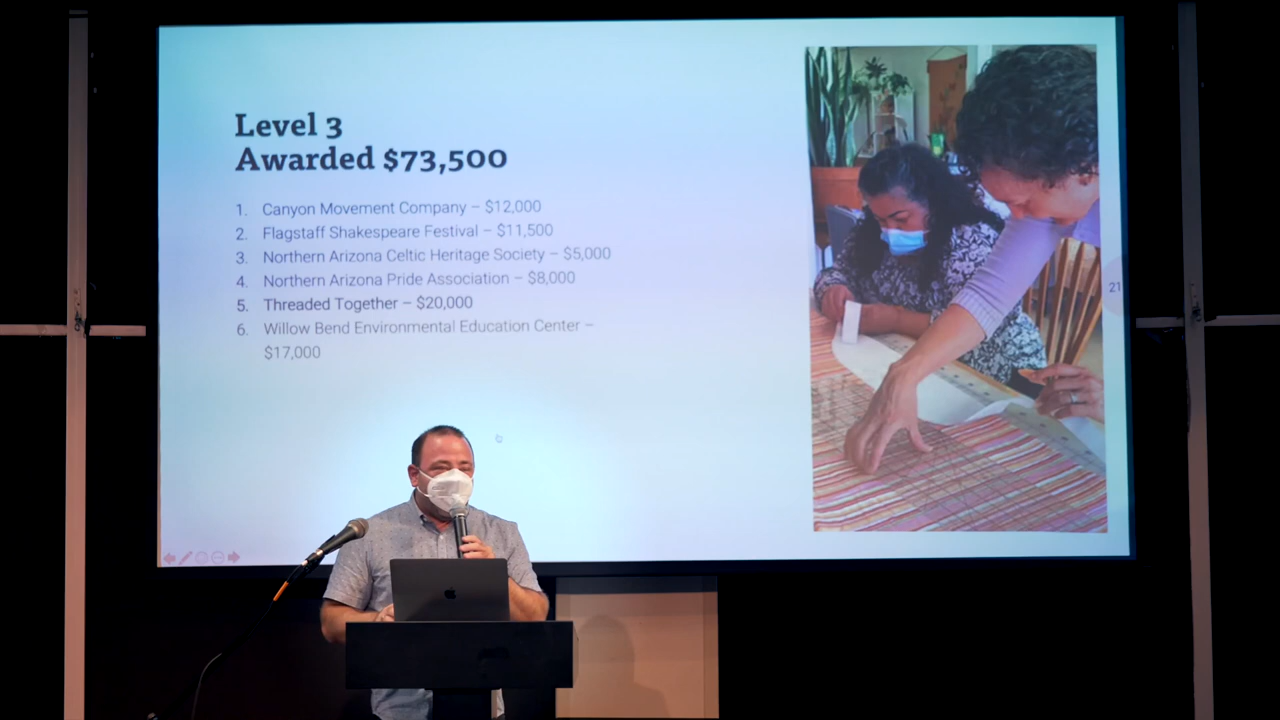 Level 3
Awarded $73,500
1. Canyon Movement Company – $12,000
2. Flagstaff Shakespeare Festival – $11,500
3. Northern Arizona Celtic Heritage Society – $5,000
4. Northern Arizona Pride Association – $8,000
5. Threaded Together – $20,000
6. Willow Bend Environmental Education Center –
$17,000
21